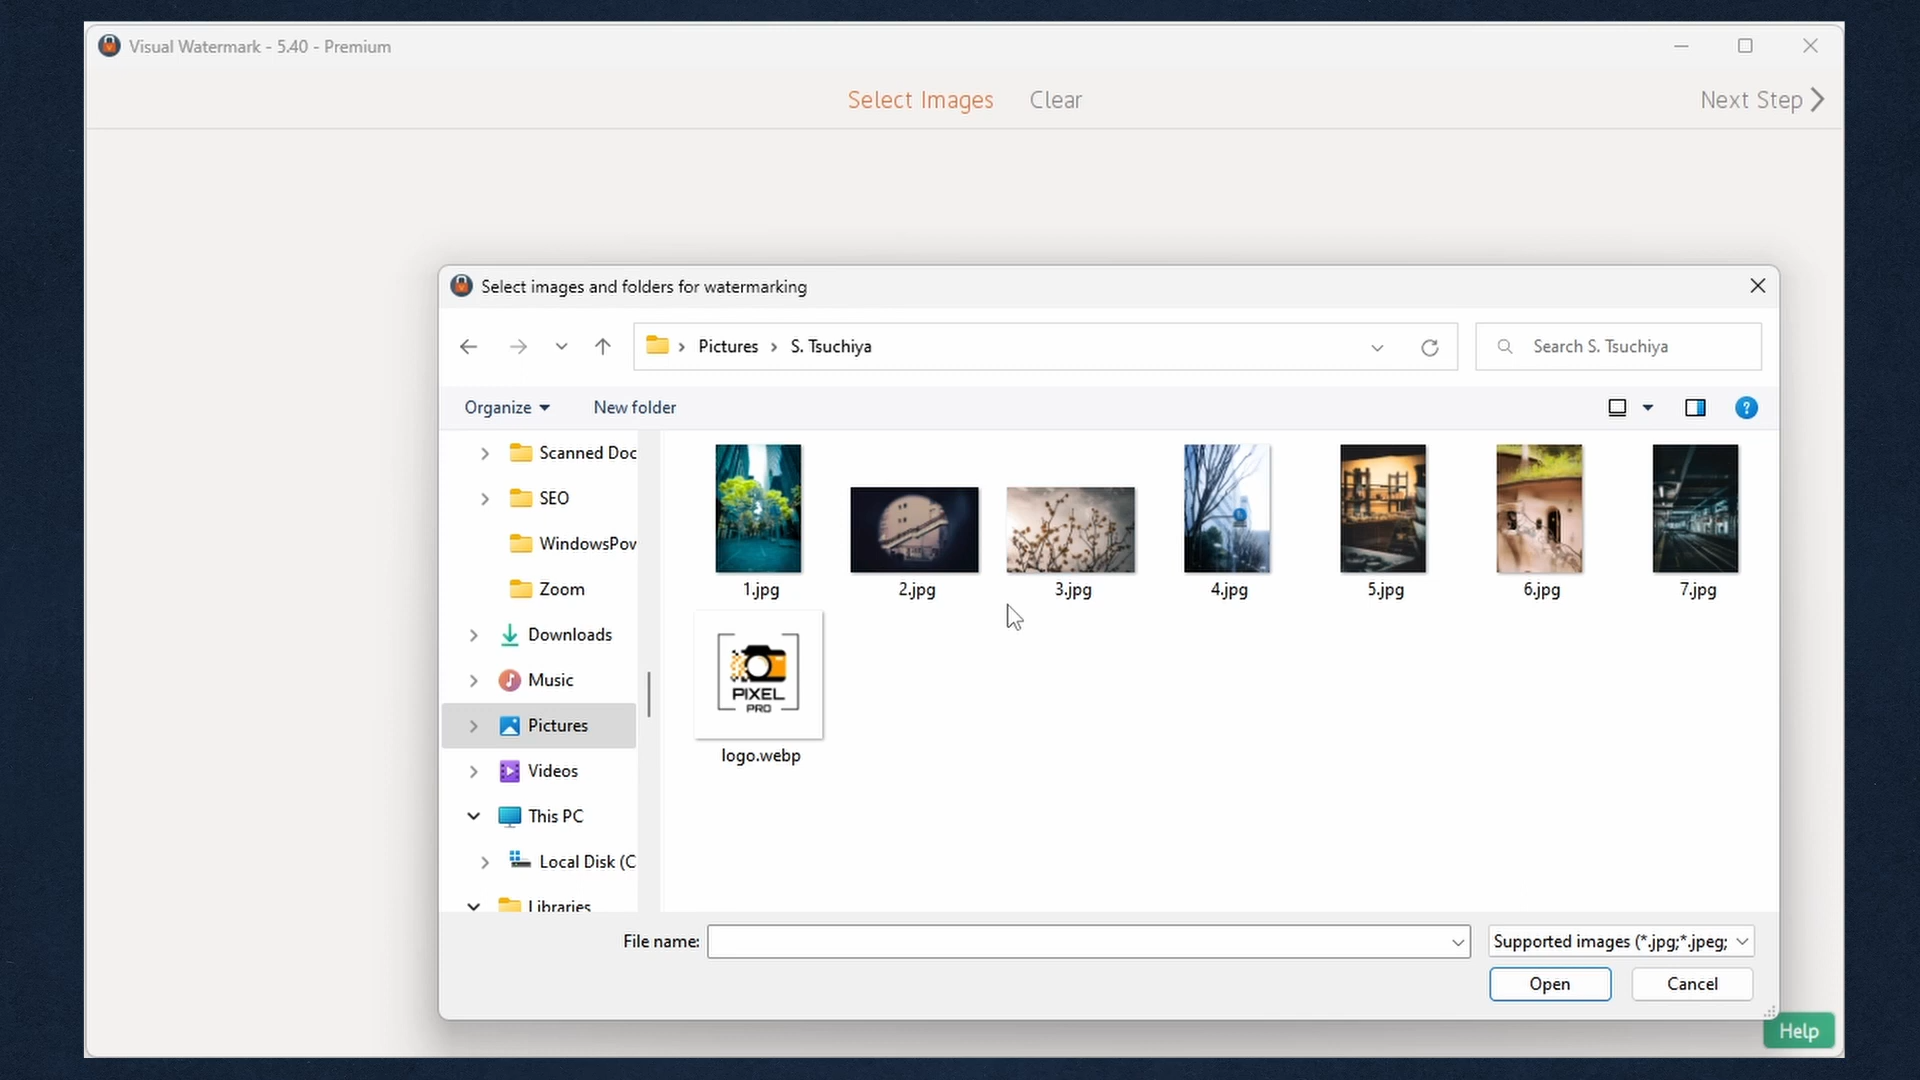 Visual Watermark - 5.40 - Premium
Select Images Clear Next Step
Select images and folders for watermarking
Pictures S. Tsuchiya Search S. Tsuchiya
Organize New folder
Scanned Doc
SEO
WindowsPov
Zoom
Downloads
Music
Pictures
Videos
This PC
Local Disk (C
Libraries
1.jpg 2.jpg 3.jpg 4.jpg 5.jpg 6.jpg 7.jpg
PIXEL
PRO
logo.webp
File name: Supported images (*.jpg;*.jpeg;
Open Cancel
Help